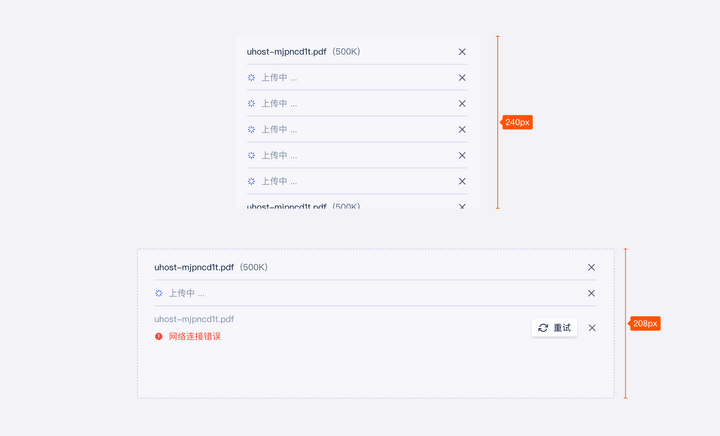 uhost-mjpncd1t.pdf (500K)
上传中 ...
上传中 ...
上传中 ...
上传中 ...
上传中 ...
uhost-mjpncd1t.pdf (500K)
240px
uhost-mjpncd1t.pdf (500K)
上传中 ...
uhost-mjpncd1t.pdf
网络连接错误
重试
208px